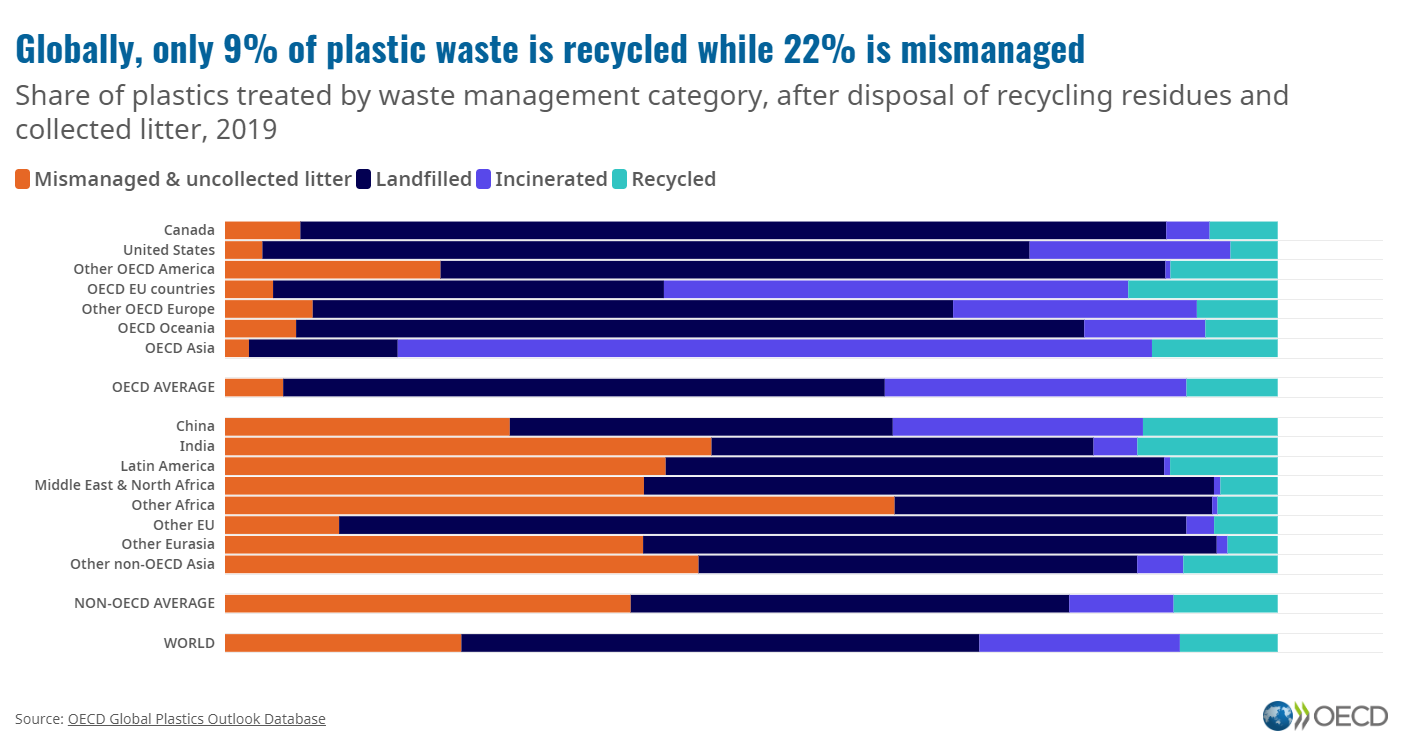 Globally, only 9% of plastic waste is recycled while 22% is mismanaged
Share of plastics treated by waste management category, after disposal of recycling residues and
collected litter, 2019
Mismanaged & uncollected litter Landfilled Incinerated Recycled
Canada
United States
Other OECD America
OECD EU countries
Other OECD Europe
OECD Oceania
OECD Asia
OECD AVERAGE
China
India
Latin America
Middle East & North Africa
Other Africa
Other EU
Other Eurasia
Other non-OECD Asia
NON-OECD AVERAGE
WORLD
Source: OECD Global Plastics Outlook Database
OECD